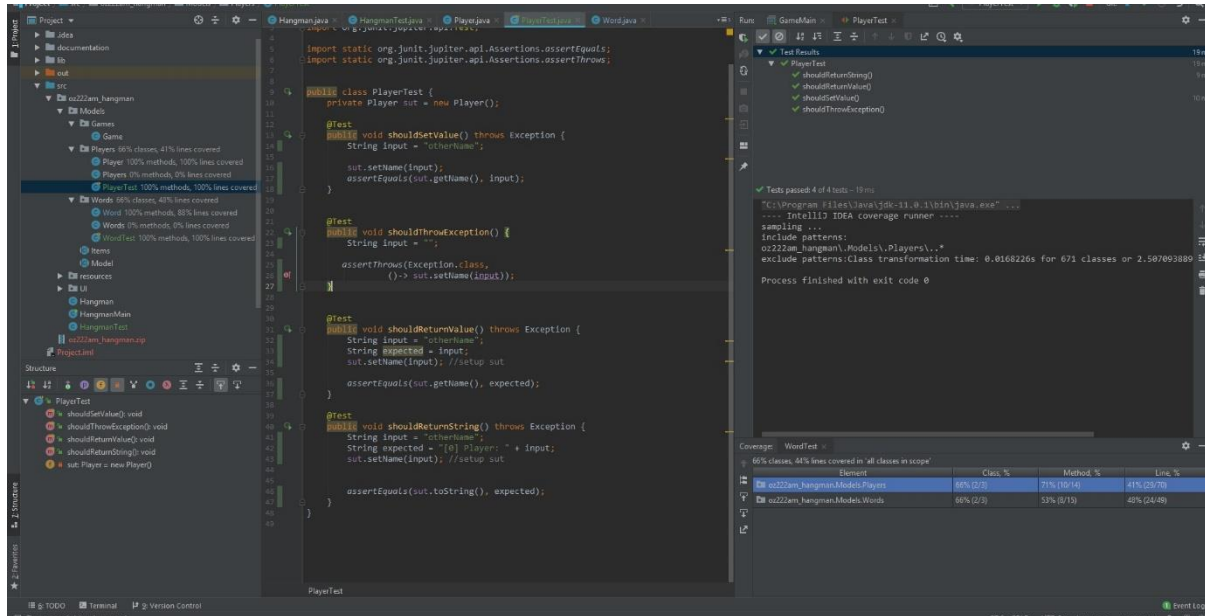 Project
.idea
documentation
lib
out
src
oz222am_hangman
Models
Games
Game
Players 66% classes, 41% lines covered
Player 100% methods, 100% lines covered
Players 0% methods, 0% lines covered
PlayerTest 100% methods, 100% lines covered
Words 66% classes, 48% lines covered
Word 100% methods, 88% lines covered
Words 0% methods, 0% lines covered
WordTest 100% methods, 100% lines covered
Items
Model
resources
UI
Hangman
HangmanMain
HangmanTest
oz222am_hangman.zip
Project.iml
Structure
PlayerTest
shouldSetValue(): void
shouldThrowException(): void
shouldReturnValue(): void
shouldReturnString(): void
sut: Player = new Player()
Hangman.java HangmanTest.java Player.java PlayerTest.java Word.java
import org.junit.jupiter.api.Test;
import static org.junit.jupiter.api.Assertions.assertEquals;
import static org.junit.jupiter.api.Assertions.assertThrows;
public class PlayerTest {
private Player sut = new Player();
@Test
public void shouldSetValue() throws Exception {
String input = "otherName";
sut.setName(input);
assertEquals(sut.getName(), input);
}
@Test
public void shouldThrowException() {
String input = "";
assertThrows(Exception.class,
()-> sut.setName(input));
}
@Test
public void shouldReturnValue() throws Exception {
String input = "otherName";
String expected = input;
sut.setName(input); //setup sut
assertEquals(sut.getName(), expected);
}
@Test
public void shouldReturnString() throws Exception {
String input = "otherName";
String expected = "[0] Player: " + input;
sut.setName(input); //setup sut
assertEquals(sut.toString(), expected);
}
}
PlayerTest
Run: GameMain PlayerTest
Test Results
PlayerTest
shouldReturnString()
shouldReturnValue()
shouldSetValue()
shouldThrowException()
Tests passed: 4 of 4 tests – 19 ms
"C:\Program Files\Java\jdk-11.0.1\bin\java.exe" ...
---- IntelliJ IDEA coverage runner ----
sampling ...
include patterns:
oz222am_hangman\.Models\.Players\..*
exclude patterns:Class transformation time: 0.0168226s for 671 classes or 2.507093889
Process finished with exit code 0
Coverage: WordTest
66% classes, 44% lines covered in 'all classes in scope'
Element Class, % Method, % Line, %
oz222am_hangman.Models.Players 66% (2/3) 71% (10/14) 41% (29/70)
oz222am_hangman.Models.Words 66% (2/3) 53% (8/15) 48% (24/49)
1: Project
Z: Structure
2: Favorites
6: TODO Terminal 9: Version Control
Event Log